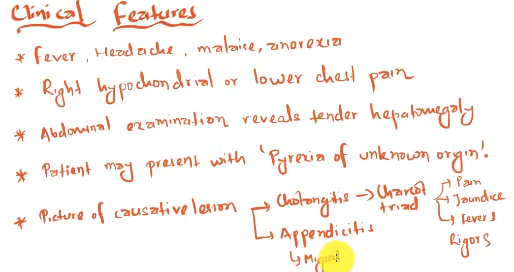 Clinical Features
* Fever, Headache, malaise, anorexia
* Right hypochondrial or lower chest pain
* Abdominal examination reveals tender hepatomegaly
* Patient may present with 'Pyrexia of unknown origin'.
* Picture of causative lesion → Cholangitis → Charcot triad → Pain
→ Jaundice
→ Fever &
Rigors
↳ Appendicitis
↳ Migra